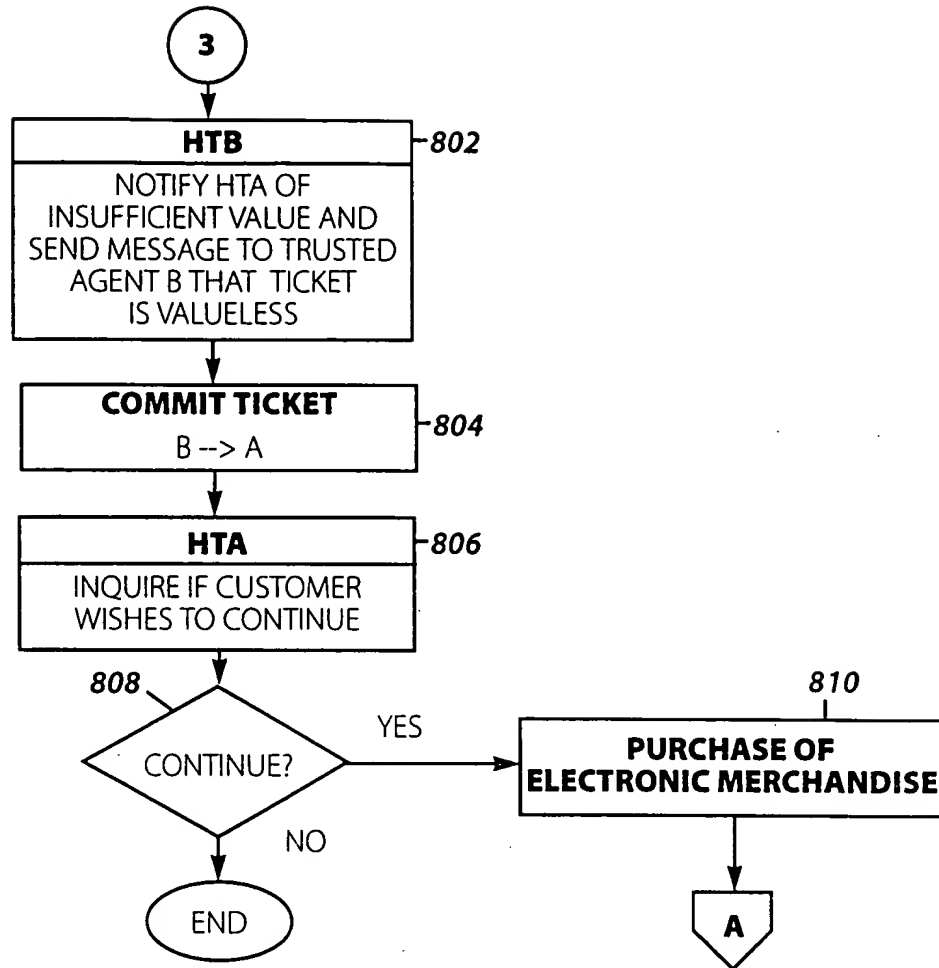 3
HTB
802
NOTIFY HTA OF
INSUFFICIENT VALUE AND
SEND MESSAGE TO TRUSTED
AGENT B THAT TICKET
IS VALUELESS
COMMIT TICKET
804
B --> A
HTA
806
INQUIRE IF CUSTOMER
WISHES TO CONTINUE
808
810
YES
CONTINUE?
PURCHASE OF
ELECTRONIC MERCHANDISE
NO
END
A